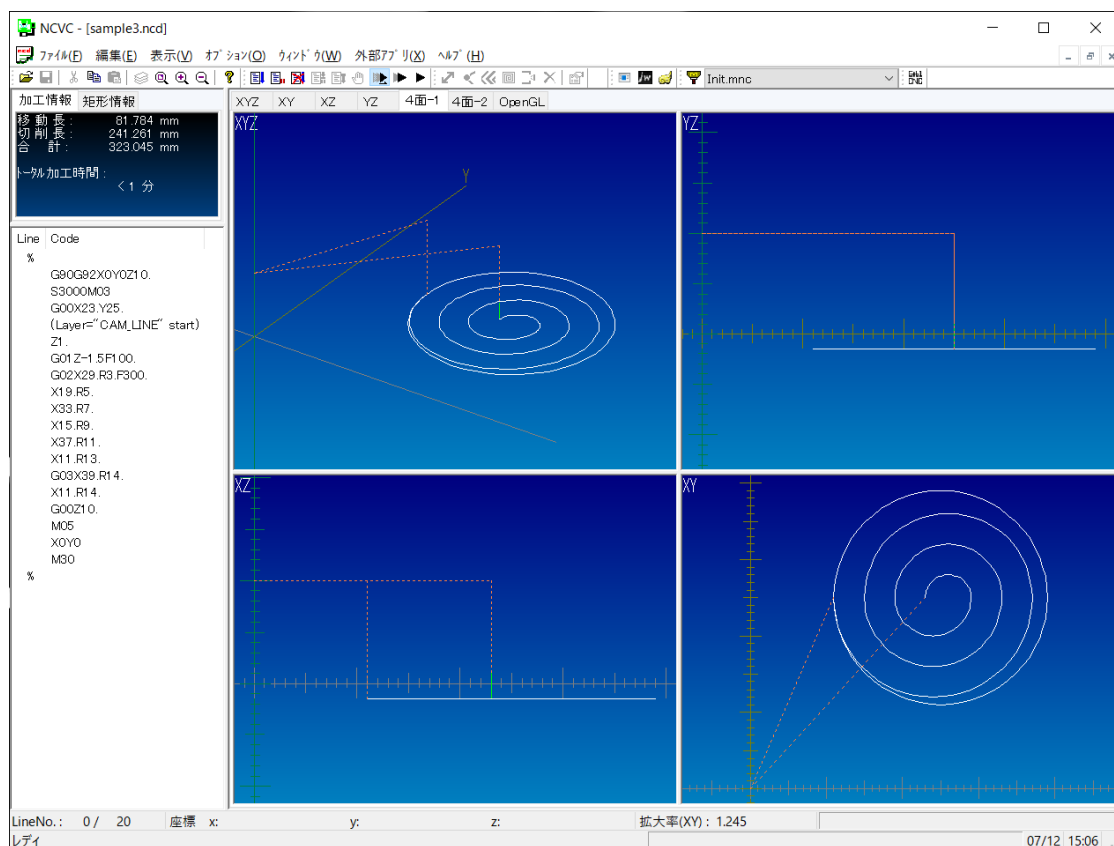 NCVC - [sample3.ncd]
ファイル(F) 編集(E) 表示(V) オプション(O) ウィンドウ(W) 外部アプリ(X) ヘルプ(H)
Init.mnc
加工情報 矩形情報
移動長: 81.784 mm
切削長: 241.261 mm
合 計: 323.045 mm
トータル加工時間:
<1 分
XYZ XY XZ YZ 4面-1 4面-2 OpenGL
XYZ
Y
YZ
XZ
XY
Line Code
%
G90G92X0Y0Z10.
S3000M03
G00X23.Y25.
(Layer="CAM_LINE" start)
Z1.
G01Z-1.5F100.
G02X29.R3.F300.
X19.R5.
X33.R7.
X15.R9.
X37.R11.
X11.R13.
G03X39.R14.
X11.R14.
G00Z10.
M05
X0Y0
M30
%
LineNo.: 0/ 20 座標 x: y: z: 拡大率(XY): 1.245
レディ 07/12 15:06